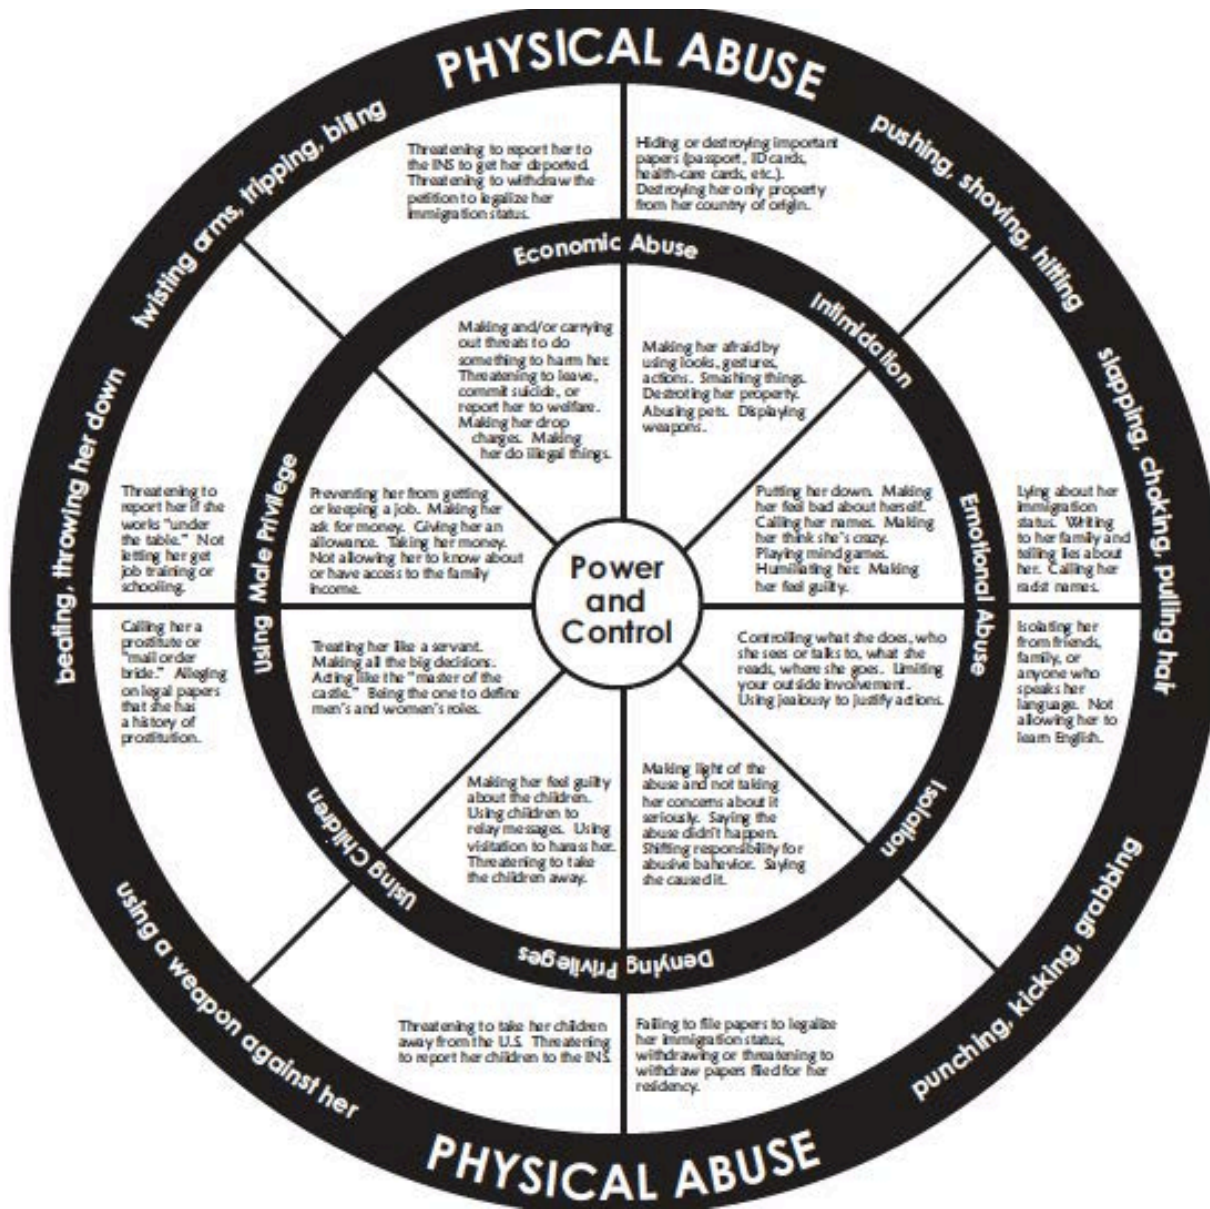 PHYSICAL ABUSE
pushing, shoving, hitting
slapping, choking, pulling hair
punching, kicking, grabbing
PHYSICAL ABUSE
using a weapon against her
beating, throwing her down
twisting arms, tripping, biting
Threatening to report her to
the INS to get her deported.
Threatening to withdraw the
petition to legalize her
immigration status.
Hiding or destroying important
papers (passport, ID cards,
health-care cards, etc.).
Destroying her only property
from her country of origin.
Lying about her
immigration
status. Writing
to her family and
telling lies about
her. Calling her
racist names.
Isolating her
from friends,
family, or
anyone who
speaks her
language. Not
allowing her to
learn English.
Failing to file papers to legalize
her immigration status,
withdrawing or threatening to
withdraw papers filed for her
residency.
Threatening to take her children
away from the U.S. Threatening
to report her children to the INS.
Calling her a
prostitute or
"mail order
bride." Alleging
on legal papers
that she has
a history of
prostitution.
Threatening to
report her if she
works "under
the table." Not
letting her get
job training or
schooling.
Economic Abuse
Intimidation
Emotional Abuse
Isolation
Denying Privileges
Using Children
Using Male Privilege
Making and/or carrying
out threats to do
something to harm her.
Threatening to leave,
commit suicide, or
report her to welfare.
Making her drop
charges. Making
her do illegal things.
Making her afraid by
using looks, gestures,
actions. Smashing things.
Destroting her property.
Abusing pets. Displaying
weapons.
Putting her down. Making
her feel bad about herself.
Calling her names. Making
her think she's crazy.
Playing mind games.
Humiliating her. Making
her feel guilty.
Controlling what she does, who
she sees or talks to, what she
reads, where she goes. Limiting
your outside involvement.
Using jealousy to justify actions.
Making light of the
abuse and not taking
her concerns about it
seriously. Saying the
abuse didn't happen.
Shifting responsibility for
abusive bahevior. Saying
she caused it.
Making her feel guilty
about the children.
Using children to
relay messages. Using
visitation to harass her.
Threatening to take
the children away.
Treating her like a servant.
Making all the big decisions.
Acting like the "master of the
castle." Being the one to define
men's and women's roles.
Preventing her from getting
or keeping a job. Making her
ask for money. Giving her an
allowance. Taking her money.
Not allowing her to know about
or have access to the family
income.
Power
and
Control